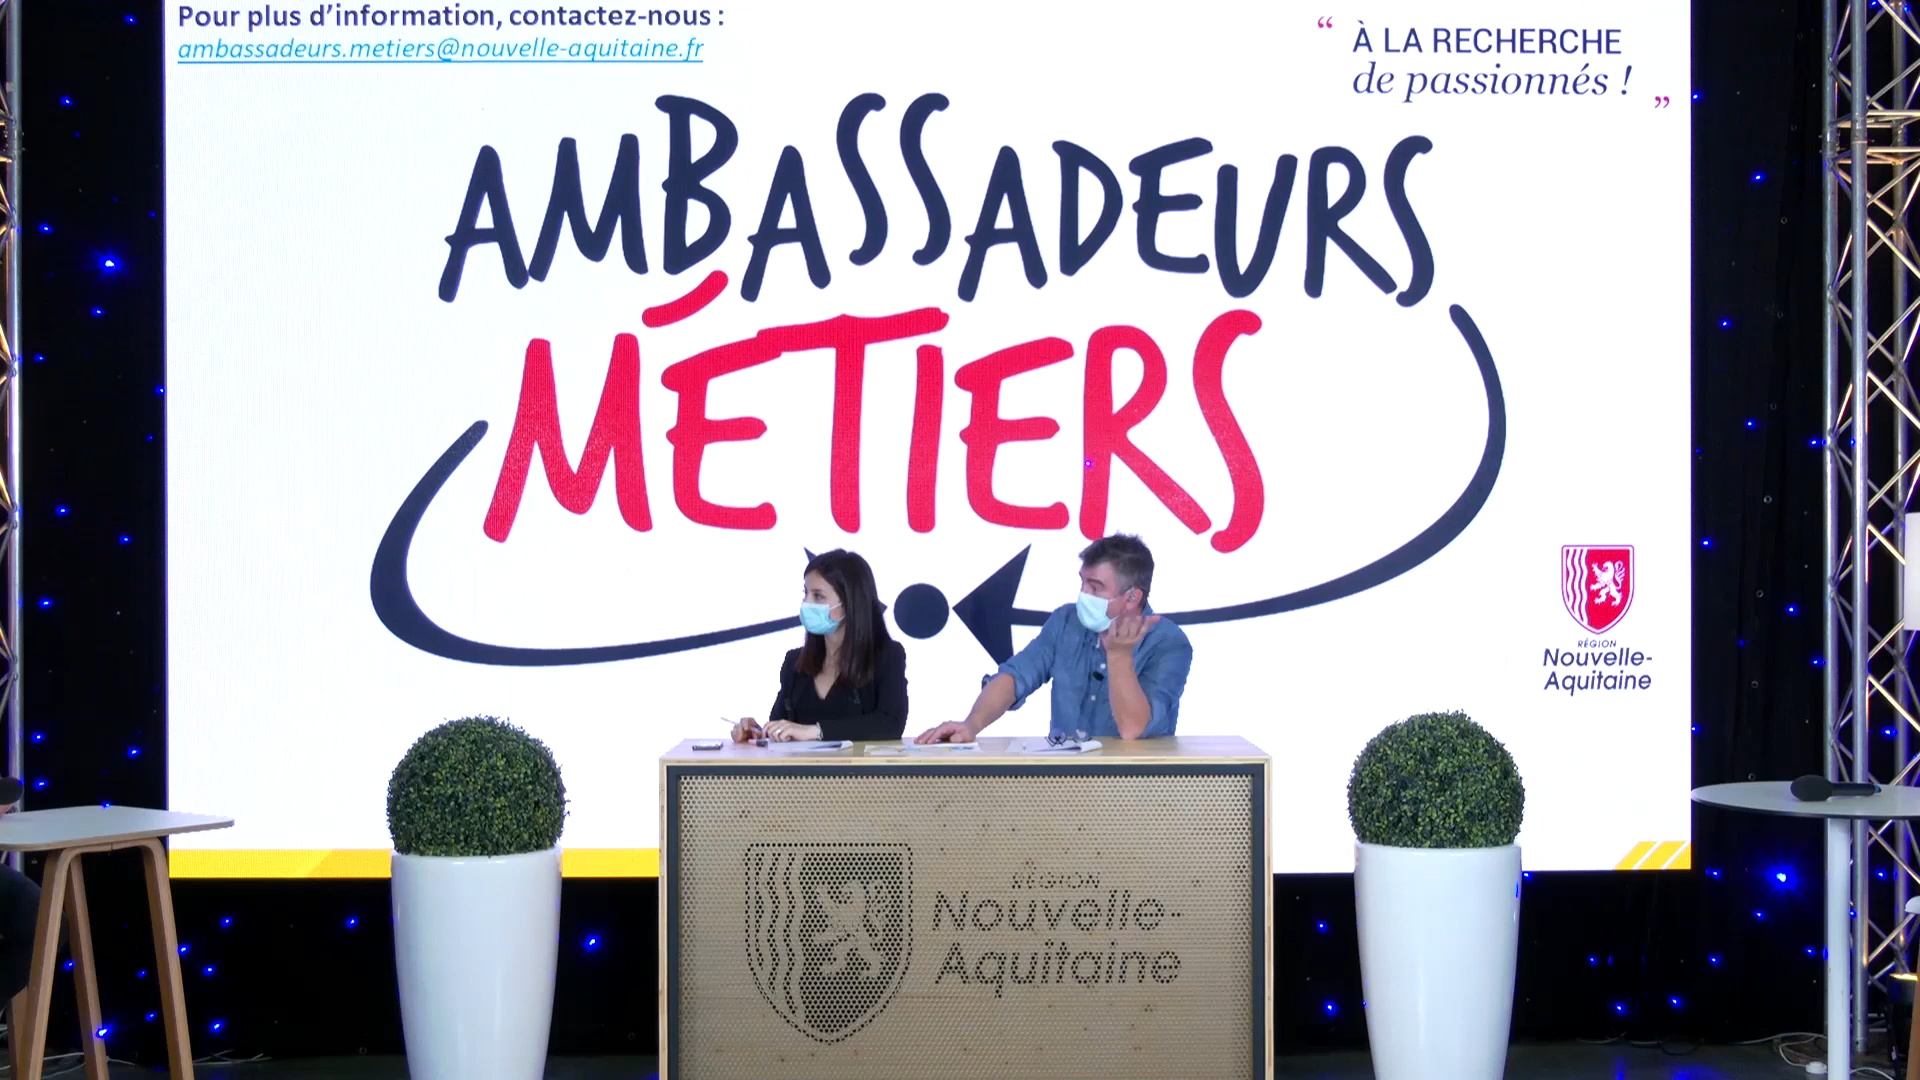 Pour plus d’information, contactez-nous :
ambassadeurs.metiers@nouvelle-aquitaine.fr
“ À LA RECHERCHE
de passionnés ! ”
AMBASSADEURS
MÉTIERS
RÉGION
Nouvelle-
Aquitaine
RÉGION
Nouvelle-
Aquitaine